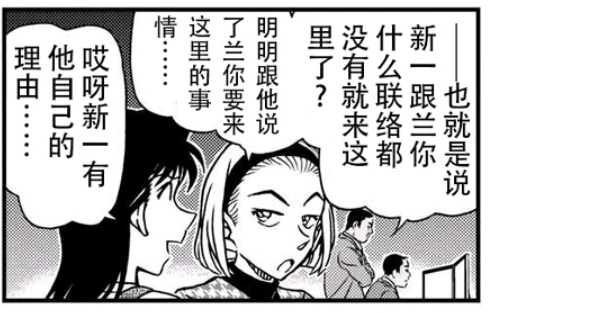 ——也就是说
新一跟兰你
什么联络都
没有就来这
里了？
明明跟他说
了兰你要来
这里的事
情……
哎呀新一有
他自己的
理由……